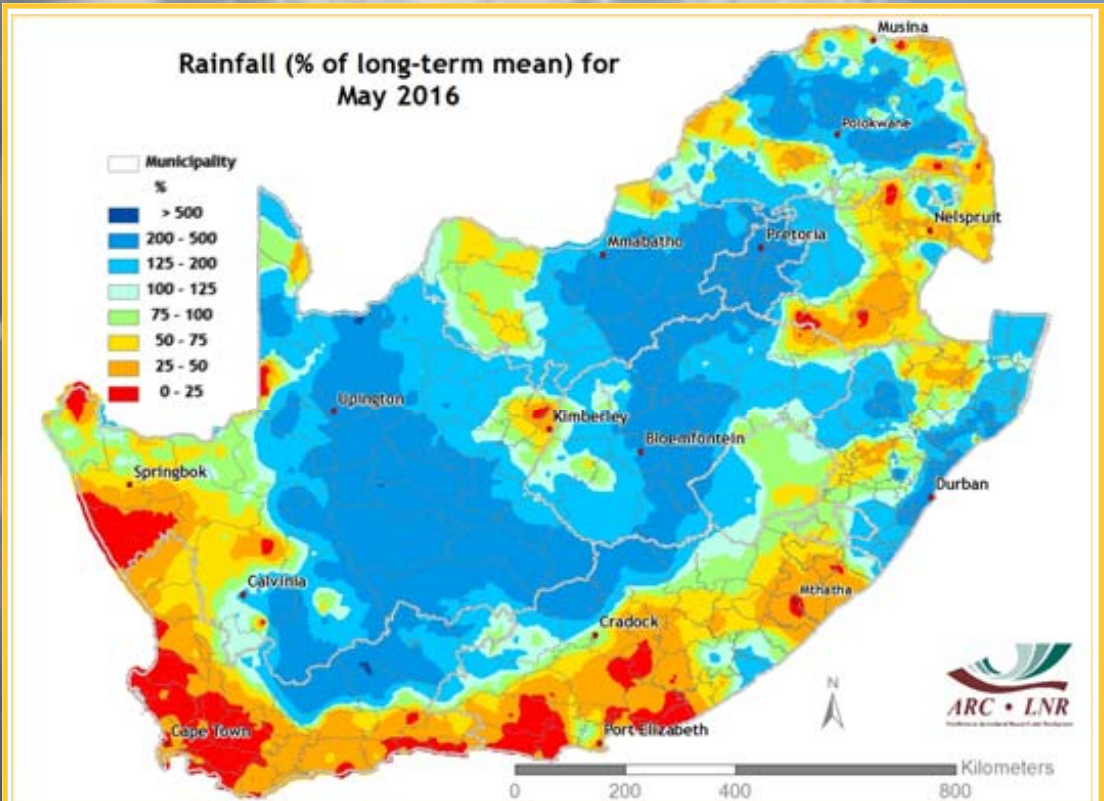 Rainfall (% of long-term mean) for
May 2016
Municipality
%
> 500
200 - 500
125 - 200
100 - 125
75 - 100
50 - 75
25 - 50
0 - 25
Musina
Polokwane
Nelspruit
Mmabatho
Pretoria
Upington
Kimberley
Bloemfontein
Springbok
Durban
Calvinia
Mthatha
Cradock
Cape Town
Port Elizabeth
N
ARC • LNR
Kilometers
0 200 400 800